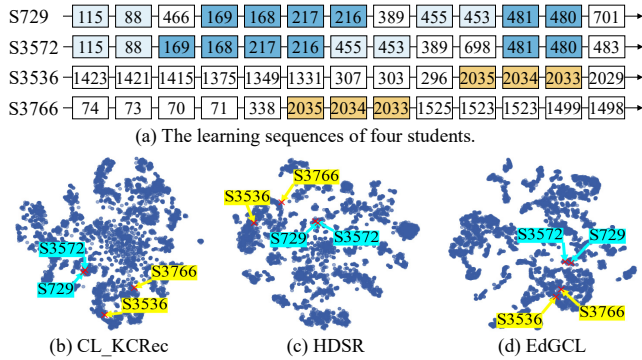 S729 115 88 466 169 168 217 216 389 455 453 481 480 701
S3572 115 88 169 168 217 216 455 453 389 698 481 480 483
S3536 1423 1421 1415 1375 1349 1331 307 303 296 2035 2034 2033 2029
S3766 74 73 70 71 338 2035 2034 2033 1525 1523 1523 1499 1498
(a) The learning sequences of four students.
S3572
S729
S3766
S3536
(b) CL_KCRec
S3766
S3536
S729
S3572
(c) HDSR
S3572
S729
S3536
S3766
(d) EdGCL